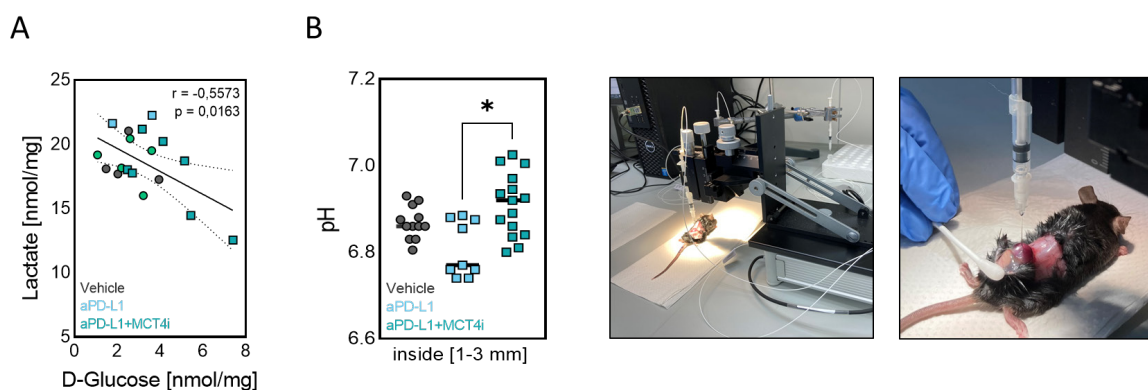 A
25
20
15
10
5
Lactate [nmol/mg]
r = -0,5573
p = 0,0163
Vehicle
aPD-L1
aPD-L1+MCT4i
0 2 4 6 8
D-Glucose [nmol/mg]
B
7.2
7.0
6.8
6.6
pH
*
Vehicle
aPD-L1
aPD-L1+MCT4i
inside [1-3 mm]